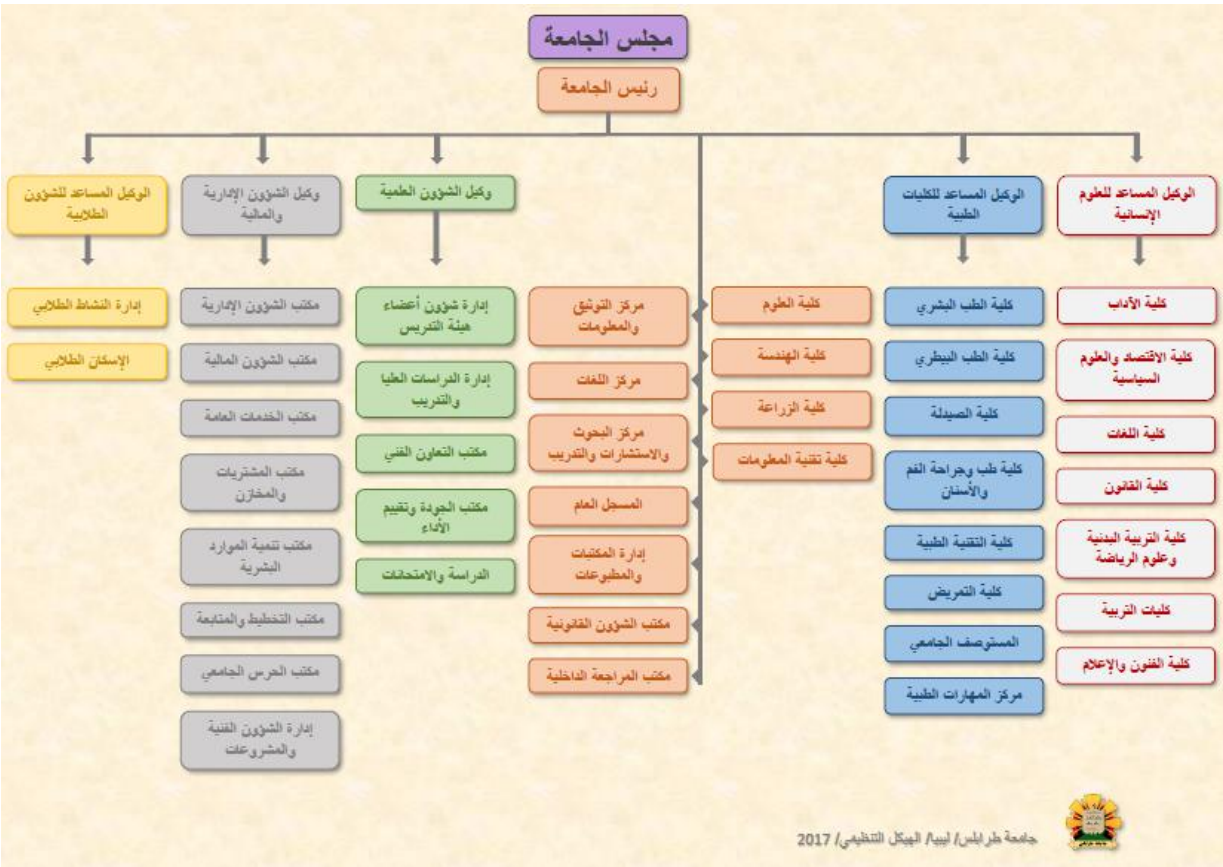 مجلس الجامعة
رئيس الجامعة
الوكيل المساعد للعلوم
الإنسانية
كلية الآداب
كلية الاقتصاد والعلوم
السياسية
كلية اللغات
كلية القانون
كلية التربية البدنية
وعلوم الرياضة
كليات التربية
كلية الفنون والإعلام
الوكيل المساعد للكليات
الطبية
كلية الطب البشري
كلية الطب البيطري
كلية الصيدلة
كلية طب وجراحة الفم
والأسنان
كلية التقنية الطبية
كلية التمريض
المستوصف الجامعي
مركز المهارات الطبية
كلية العلوم
كلية الهندسة
كلية الزراعة
كلية تقنية المعلومات
مركز التوثيق
والمعلومات
مركز اللغات
مركز البحوث
والاستشارات والتدريب
المسجل العام
إدارة المكتبات
والمطبوعات
مكتب الشؤون القانونية
مكتب المراجعة الداخلية
وكيل الشؤون العلمية
إدارة شؤون أعضاء
هيئة التدريس
إدارة الدراسات العليا
والتدريب
مكتب التعاون الفني
مكتب الجودة وتقييم
الأداء
الدراسة والامتحانات
وكيل الشؤون الإدارية
والمالية
مكتب الشؤون الإدارية
مكتب الشؤون المالية
مكتب الخدمات العامة
مكتب المشتريات
والمخازن
مكتب تنمية الموارد
البشرية
مكتب التخطيط والمتابعة
مكتب الحرس الجامعي
إدارة الشؤون الفنية
والمشروعات
الوكيل المساعد للشؤون
الطلابية
إدارة النشاط الطلابي
الإسكان الطلابي
جامعة طرابلس/ ليبيا/ الهيكل التنظيمي/ 2017